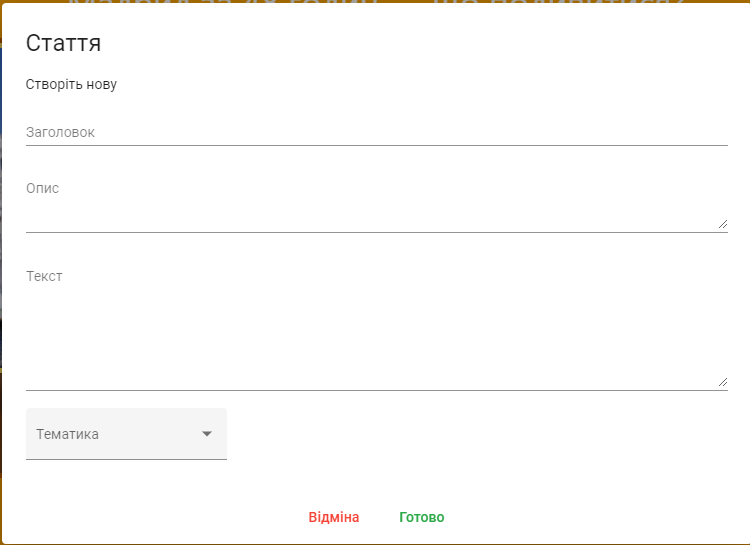 Стаття
Створіть нову
Заголовок
Опис
Текст
Тематика
Відміна
Готово